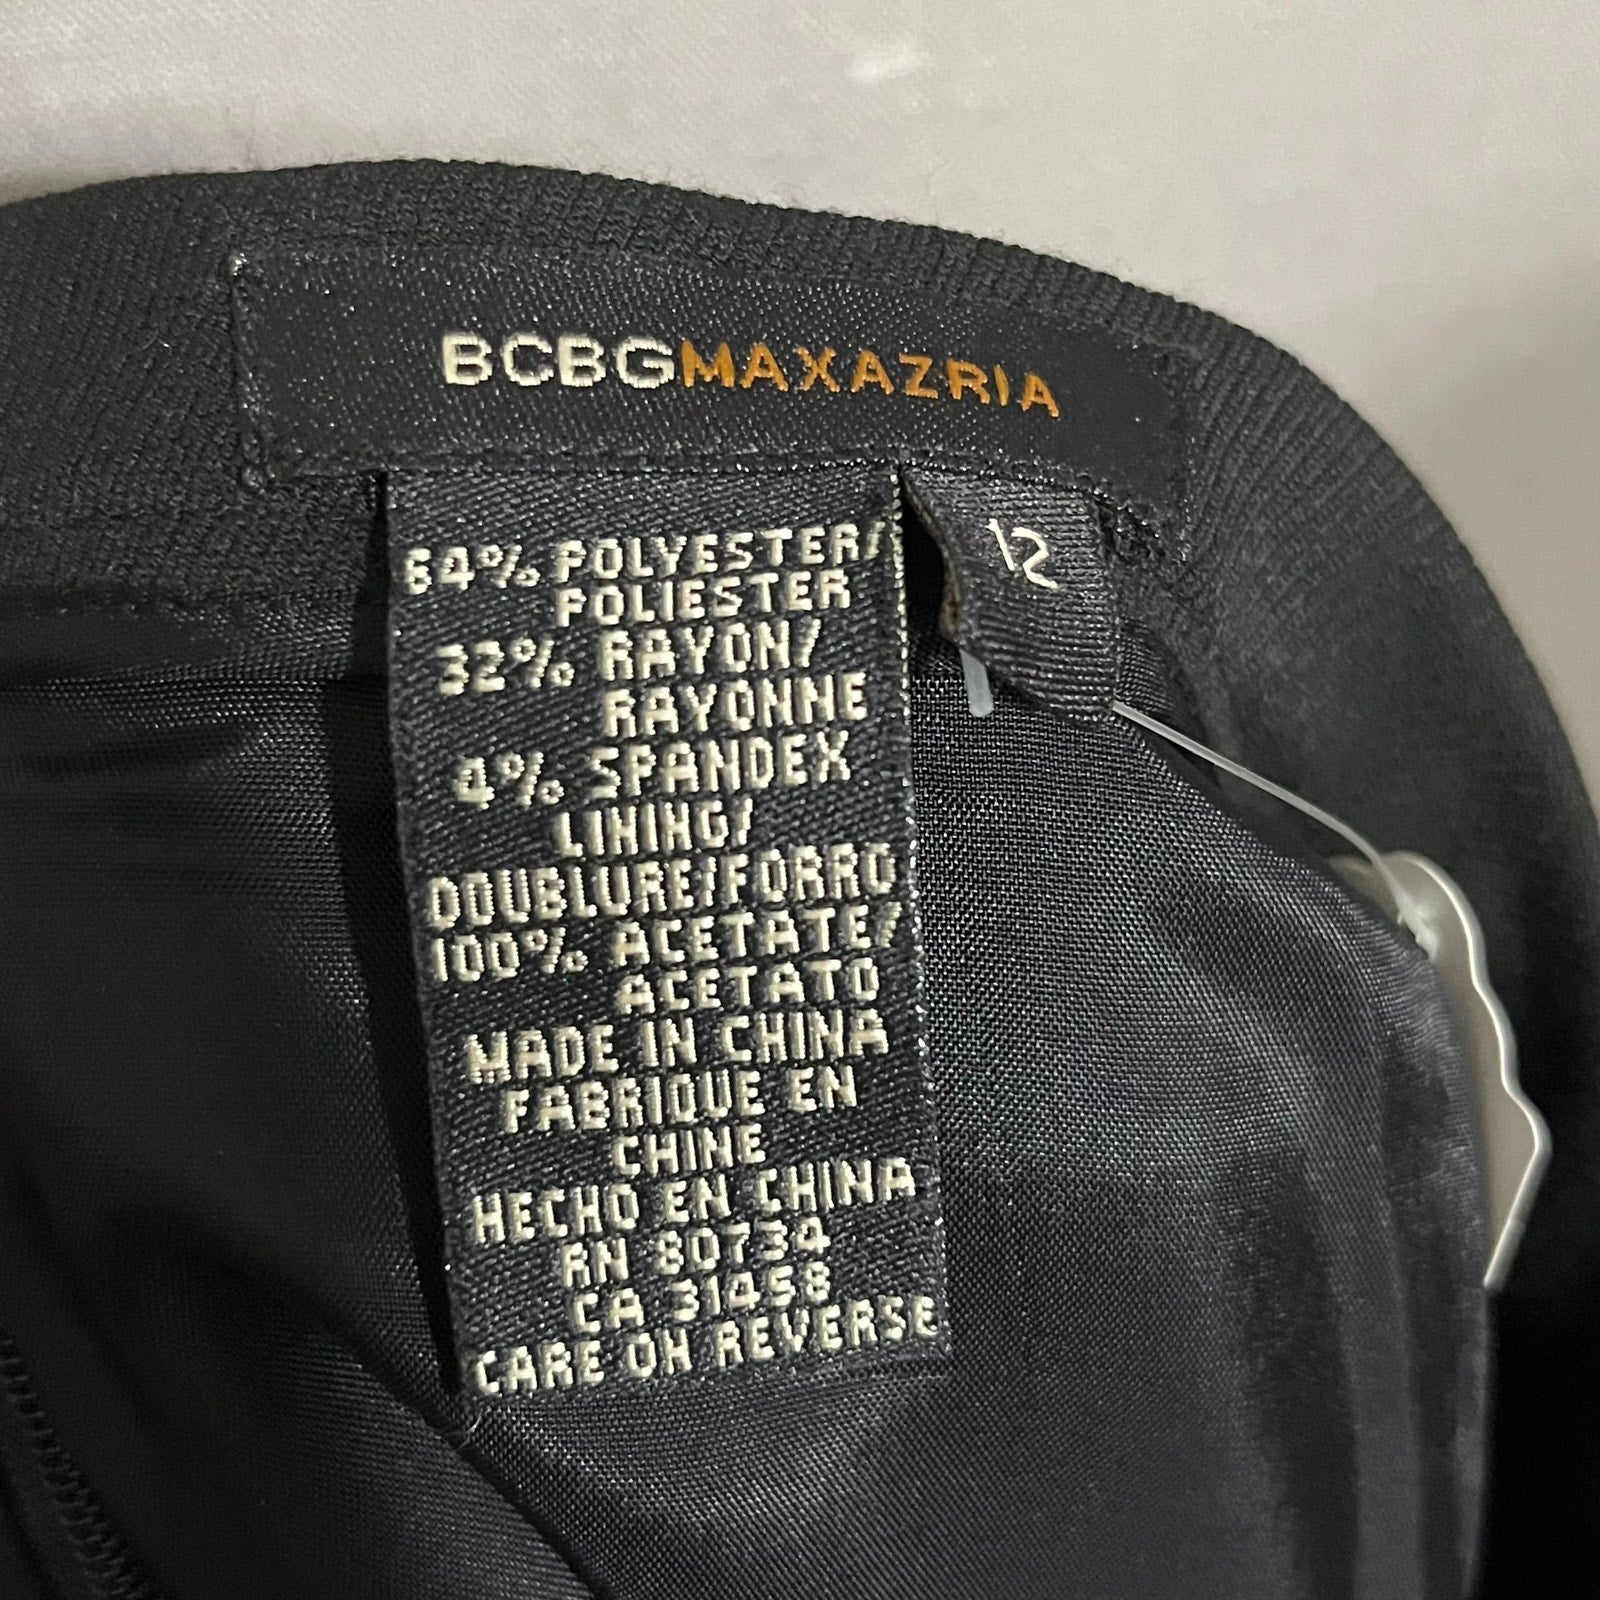 BCBGMAXAZRIA
12
64% POLYESTER/
POLIESTER
32% RAYON/
RAYONNE
4% SPANDEX
LINING/
DOUBLURE/FORRO
100% ACETATE/
ACETATO
MADE IN CHINA
FABRIQUE EN
CHINE
HECHO EN CHINA
RN 80734
CA 31458
CARE ON REVERSE